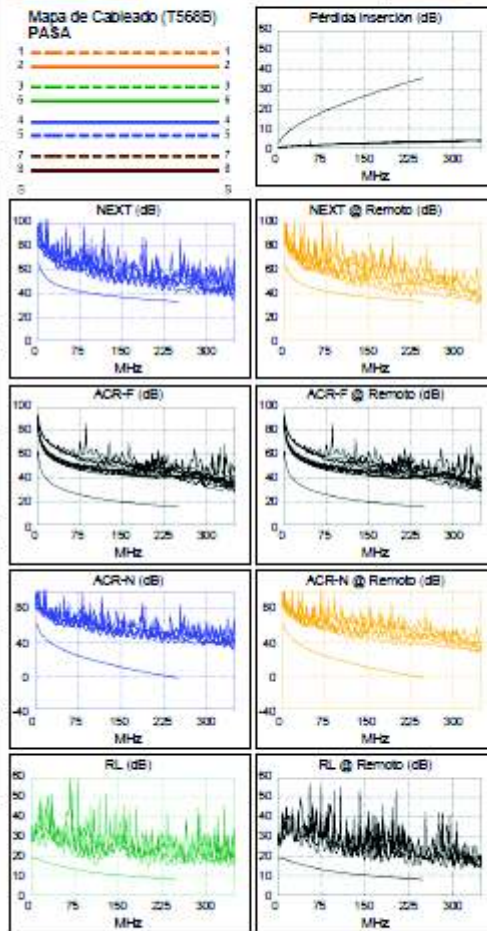 Mapa de Cableado (T568B)
PASA
1 1
2 2
3 3
6 6
4 4
5 5
7 7
8 8
S S
Pérdida Inserción (dB)
60
50
40
30
20
10
0
0 75 150 225 300
MHz
NEXT (dB)
100
80
60
40
20
0
0 75 150 225 300
MHz
NEXT @ Remoto (dB)
100
80
60
40
20
0
0 75 150 225 300
MHz
ACR-F (dB)
100
80
60
40
20
0
0 75 150 225 300
MHz
ACR-F @ Remoto (dB)
100
80
60
40
20
0
0 75 150 225 300
MHz
ACR-N (dB)
80
40
0
-40
0 75 150 225 300
MHz
ACR-N @ Remoto (dB)
80
40
0
-40
0 75 150 225 300
MHz
RL (dB)
60
50
40
30
20
10
0
0 75 150 225 300
MHz
RL @ Remoto (dB)
60
50
40
30
20
10
0
0 75 150 225 300
MHz